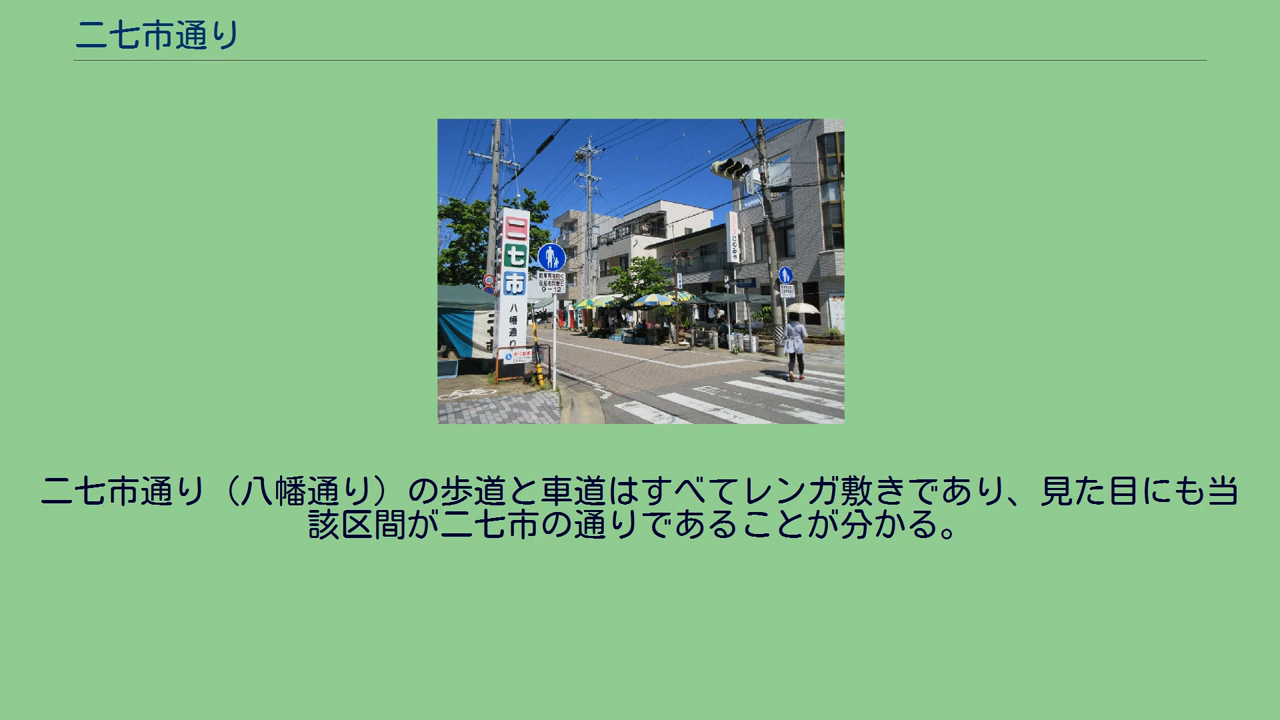 二七市通り
二七市
八幡通り
9-12
二七市通り（八幡通り）の歩道と車道はすべてレンガ敷きであり、見た目にも当
該区間が二七市の通りであることが分かる。